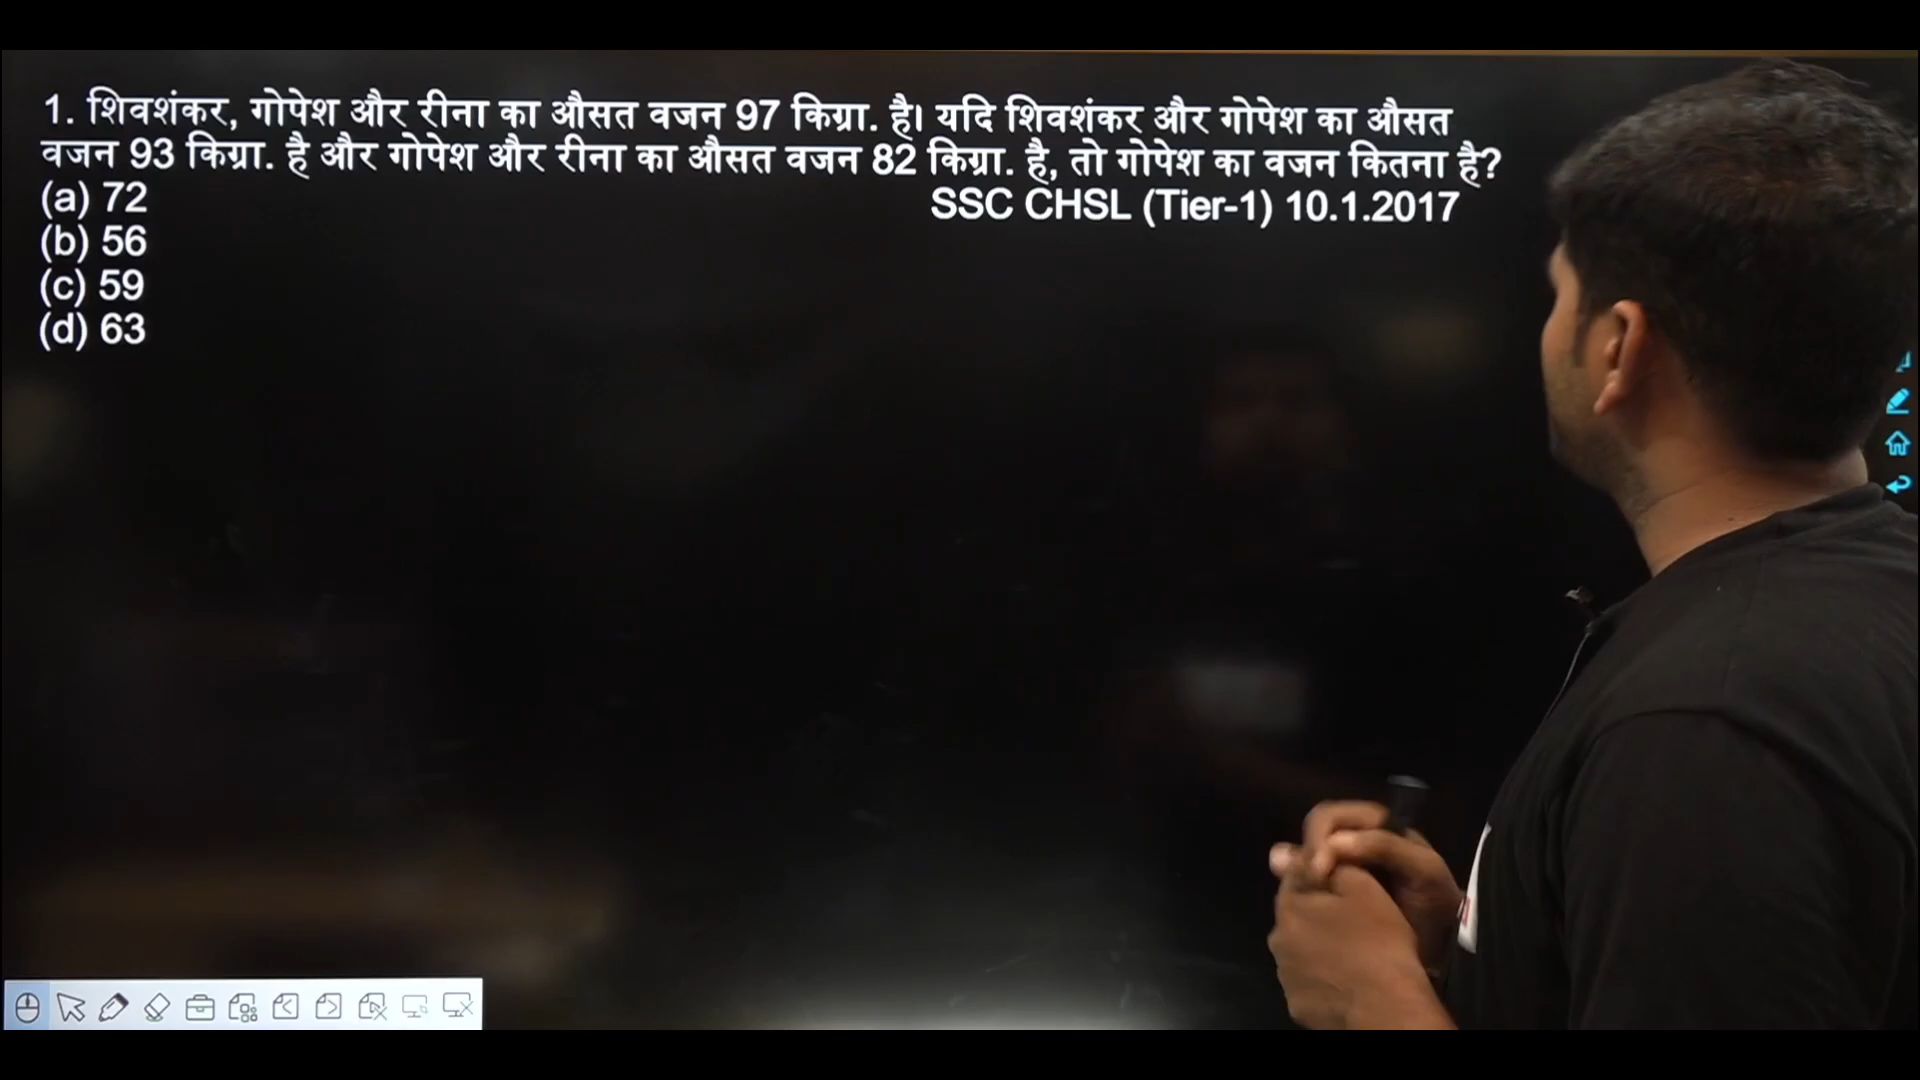 1. शिवशंकर, गोपेश और रीना का औसत वजन 97 किग्रा. है। यदि शिवशंकर और गोपेश का औसत
वजन 93 किग्रा. है और गोपेश और रीना का औसत वजन 82 किग्रा. है, तो गोपेश का वजन कितना है?
(a) 72
SSC CHSL (Tier-1) 10.1.2017
(b) 56
(c) 59
(d) 63